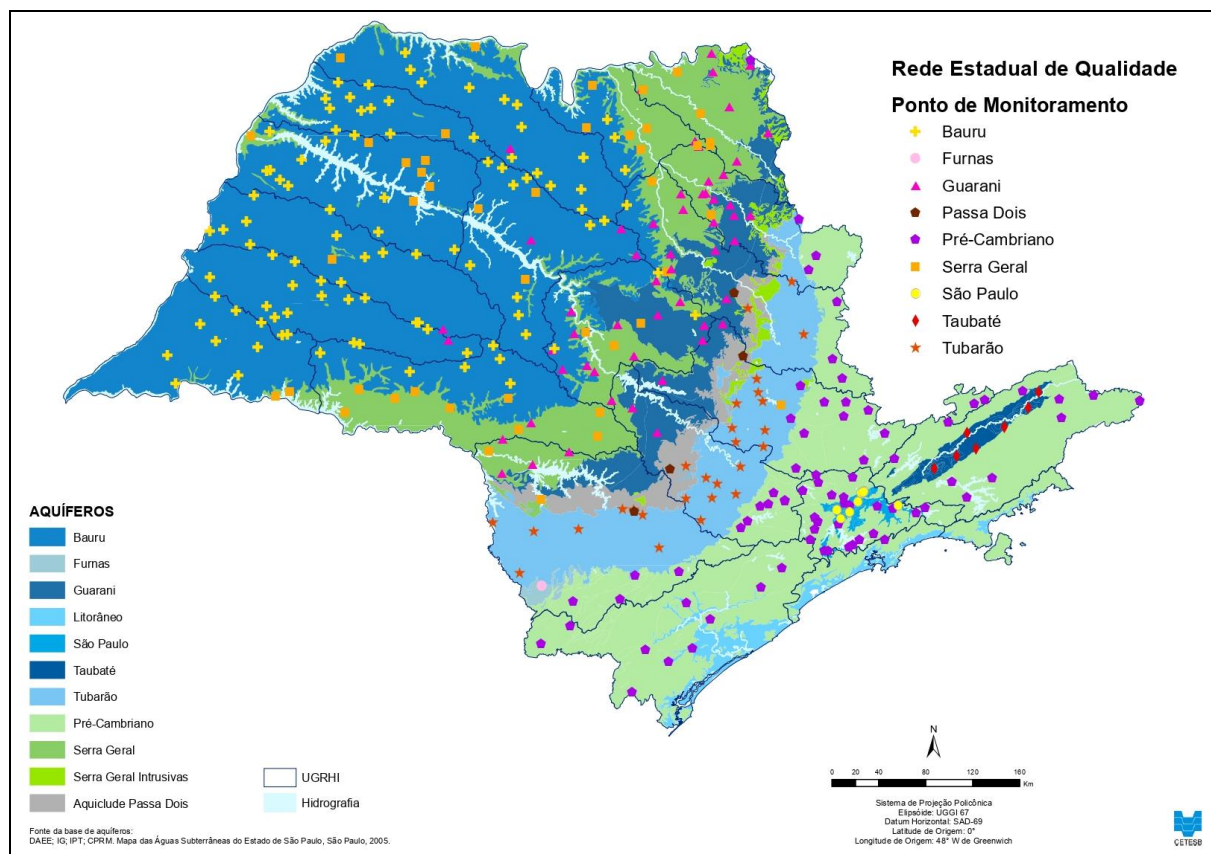 Rede Estadual de Qualidade
Ponto de Monitoramento
Bauru
Furnas
Guarani
Passa Dois
Pré-Cambriano
Serra Geral
São Paulo
Taubaté
Tubarão
AQUÍFEROS
Bauru
Furnas
Guarani
Litorâneo
São Paulo
Taubaté
Tubarão
Pré-Cambriano
Serra Geral
Serra Geral Intrusivas
Aquiclude Passa Dois
UGRHI
Hidrografia
Fonte da base de aquíferos:
DAEE; IG; IPT; CPRM. Mapa das Águas Subterrâneas do Estado de São Paulo, São Paulo, 2005.
N
0 20 40 80 120 160
Km
Sistema de Projeção Policônica
Elipsóide: UGGI 67
Datum Horizontal: SAD-69
Latitude de Origem: 0°
Longitude de Origem: 48° W de Greenwich
CETESB